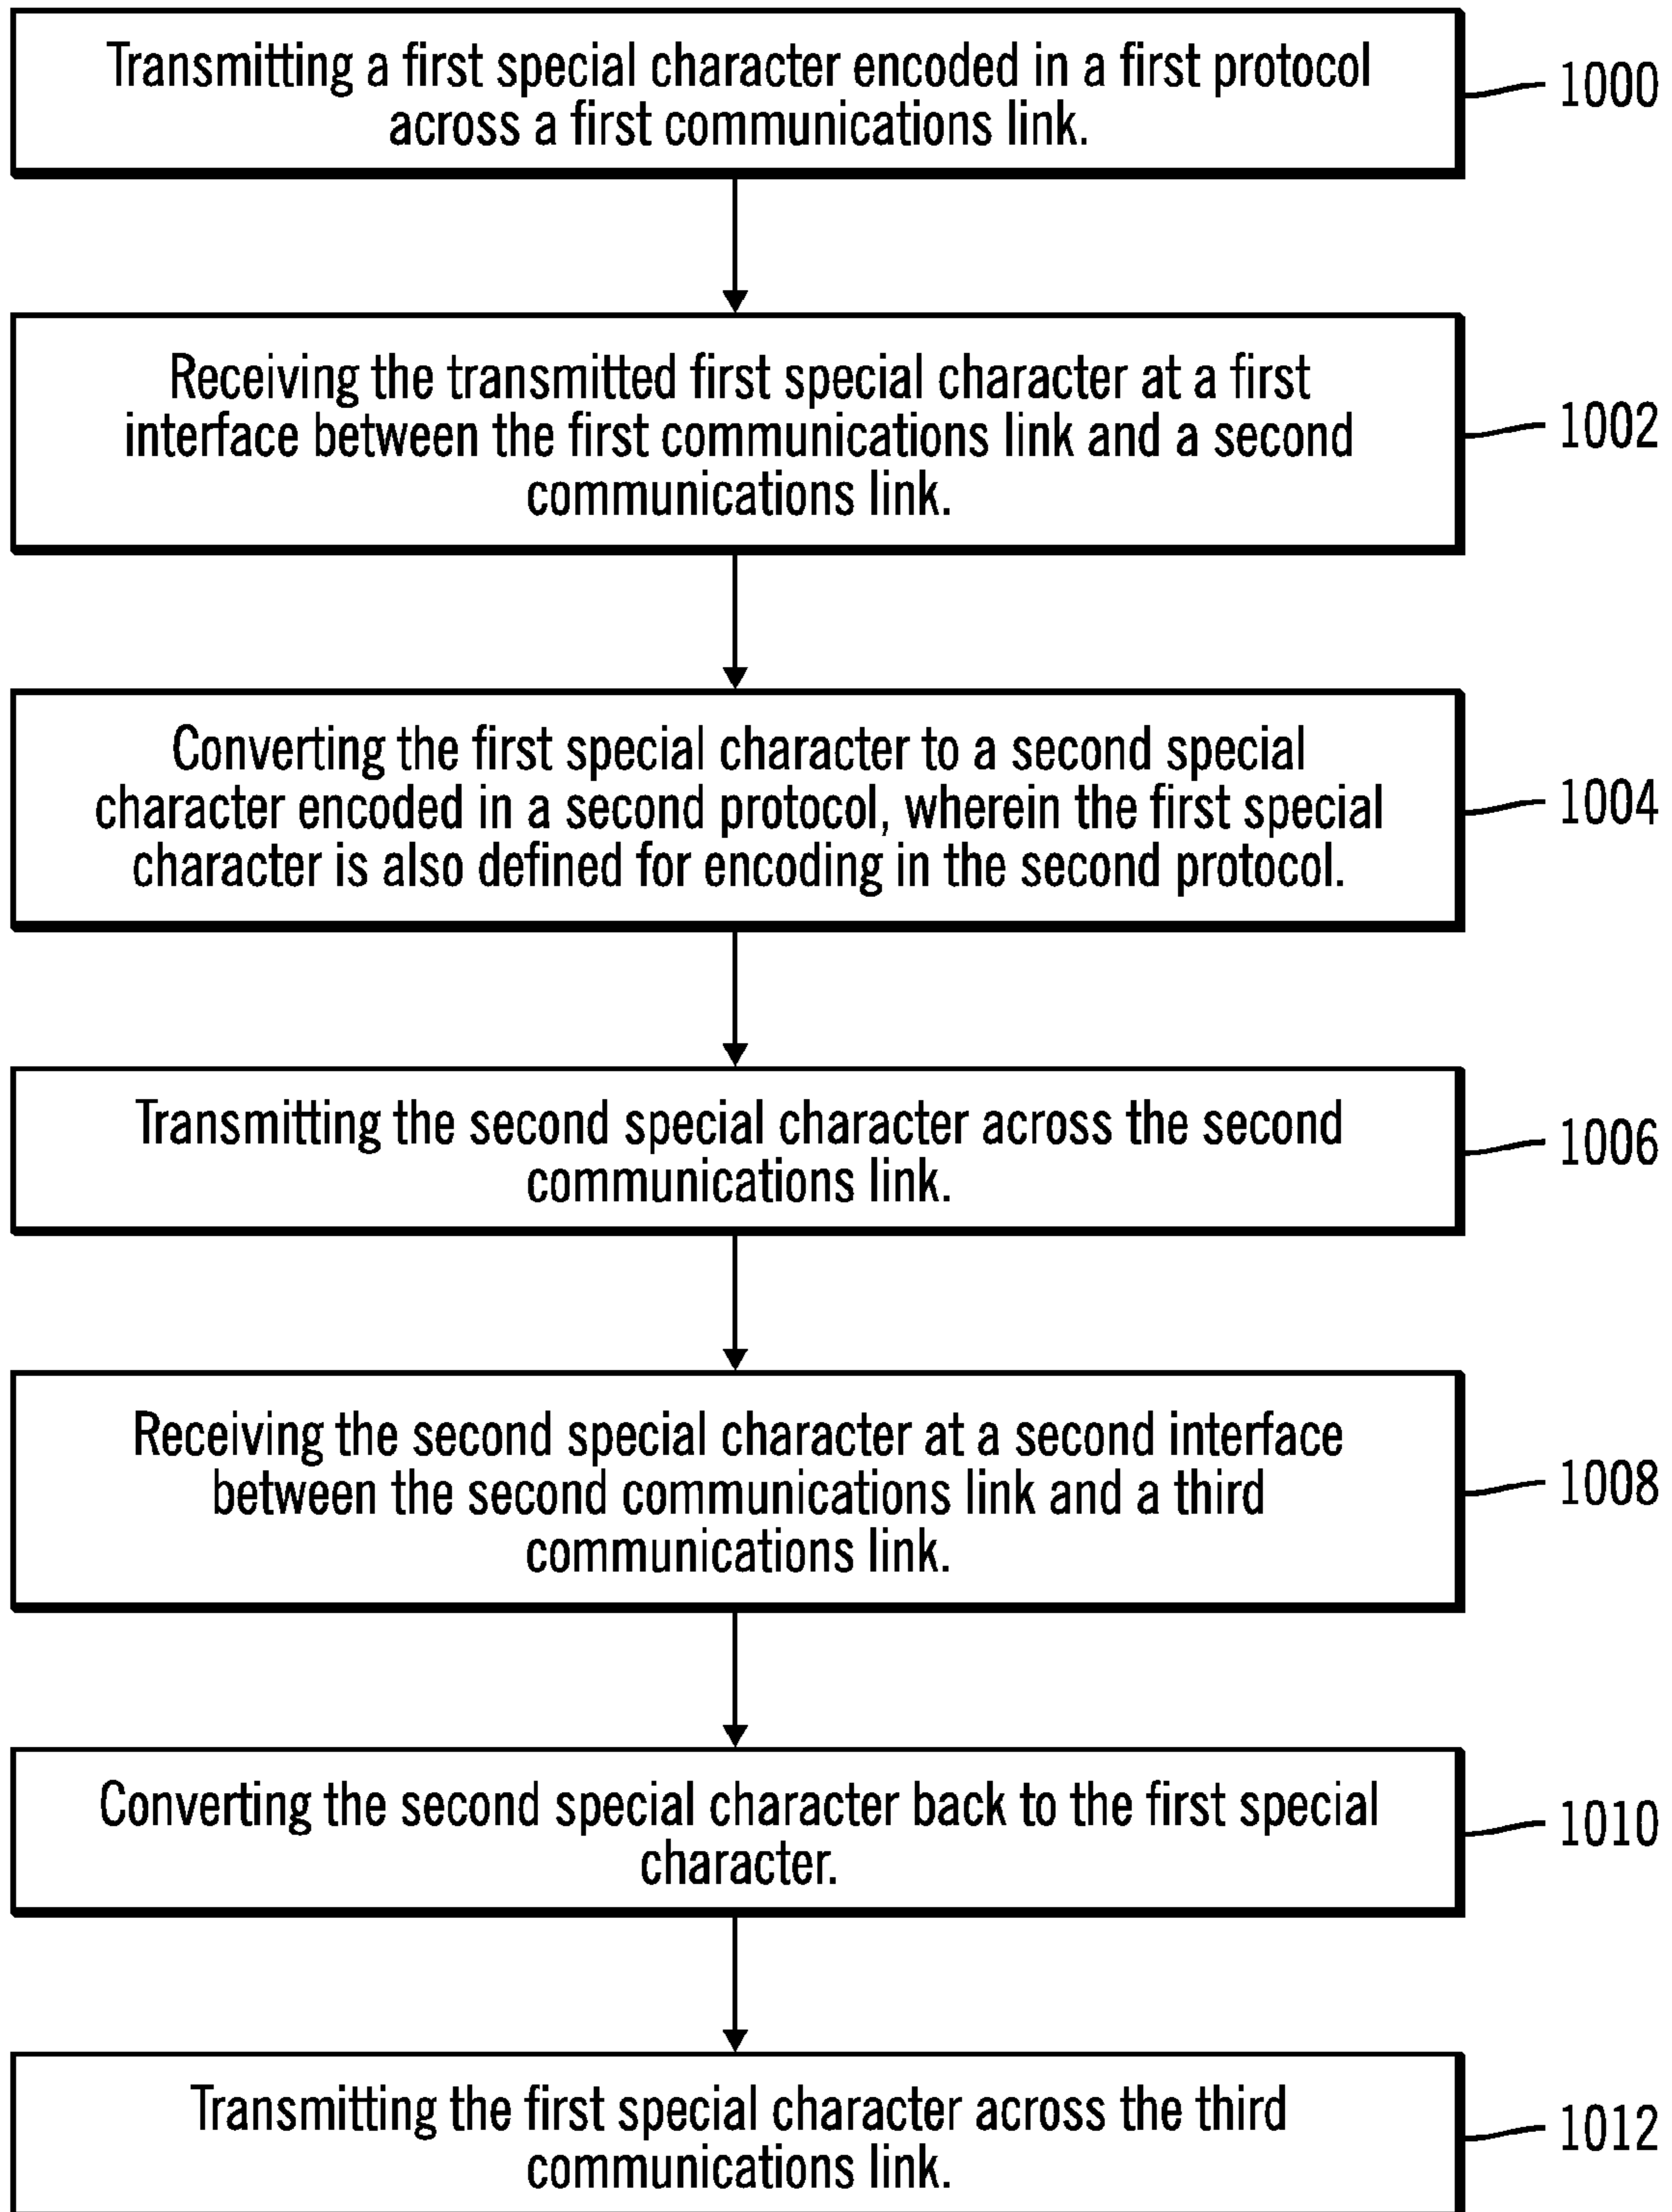 Transmitting a first special character encoded in a first protocol
across a first communications link.
1000
Receiving the transmitted first special character at a first
interface between the first communications link and a second
communications link.
1002
Converting the first special character to a second special
character encoded in a second protocol, wherein the first special
character is also defined for encoding in the second protocol.
1004
Transmitting the second special character across the second
communications link.
1006
Receiving the second special character at a second interface
between the second communications link and a third
communications link.
1008
Converting the second special character back to the first special
character.
1010
Transmitting the first special character across the third
communications link.
1012